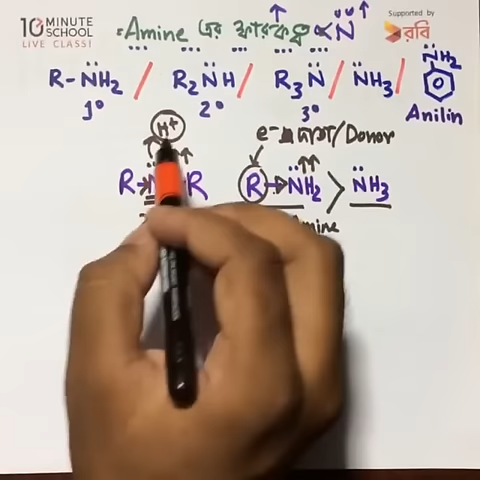 10 MINUTE SCHOOL
LIVE CLASS!
Supported by
রবি
:Amine এর ক্ষারকত্ব ∝ N̈ ↑
R-N̈H₂ / R₂N̈H / R₃N̈ / N̈H₃ / N̈H₂
1° 2° 3° Anilin
H⁺
R R
e⁻ /Donor
R→N̈H₂ > N̈H₃